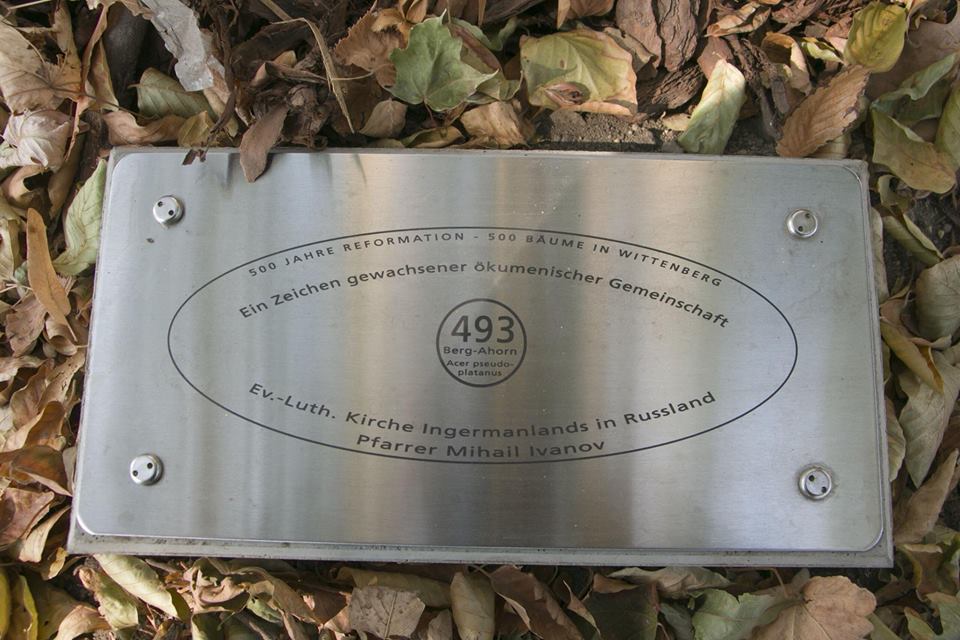 500 JAHRE REFORMATION - 500 BÄUME IN WITTENBERG
Ein Zeichen gewachsener ökumenischer Gemeinschaft
493
Berg-Ahorn
Acer pseudo-
platanus
Ev.-Luth. Kirche Ingermanlands in Russland
Pfarrer Mihail Ivanov